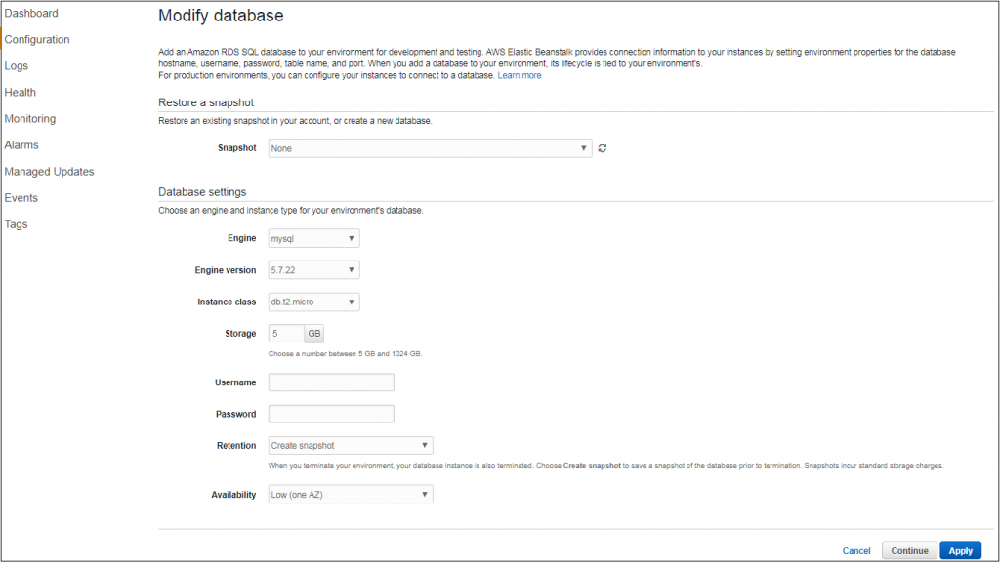 Dashboard
Configuration
Logs
Health
Monitoring
Alarms
Managed Updates
Events
Tags
Modify database
Add an Amazon RDS SQL database to your environment for development and testing. AWS Elastic Beanstalk provides connection information to your instances by setting environment properties for the database
hostname, username, password, table name, and port. When you add a database to your environment, its lifecycle is tied to your environment's.
For production environments, you can configure your instances to connect to a database. Learn more
Restore a snapshot
Restore an existing snapshot in your account, or create a new database.
Snapshot None
Database settings
Choose an engine and instance type for your environment's database.
Engine mysql
Engine version 5.7.22
Instance class db.t2.micro
Storage 5 GB
Choose a number between 5 GB and 1024 GB.
Username
Password
Retention Create snapshot
When you terminate your environment, your database instance is also terminated. Choose Create snapshot to save a snapshot of the database prior to termination. Snapshots incur standard storage charges.
Availability Low (one AZ)
Cancel Continue Apply